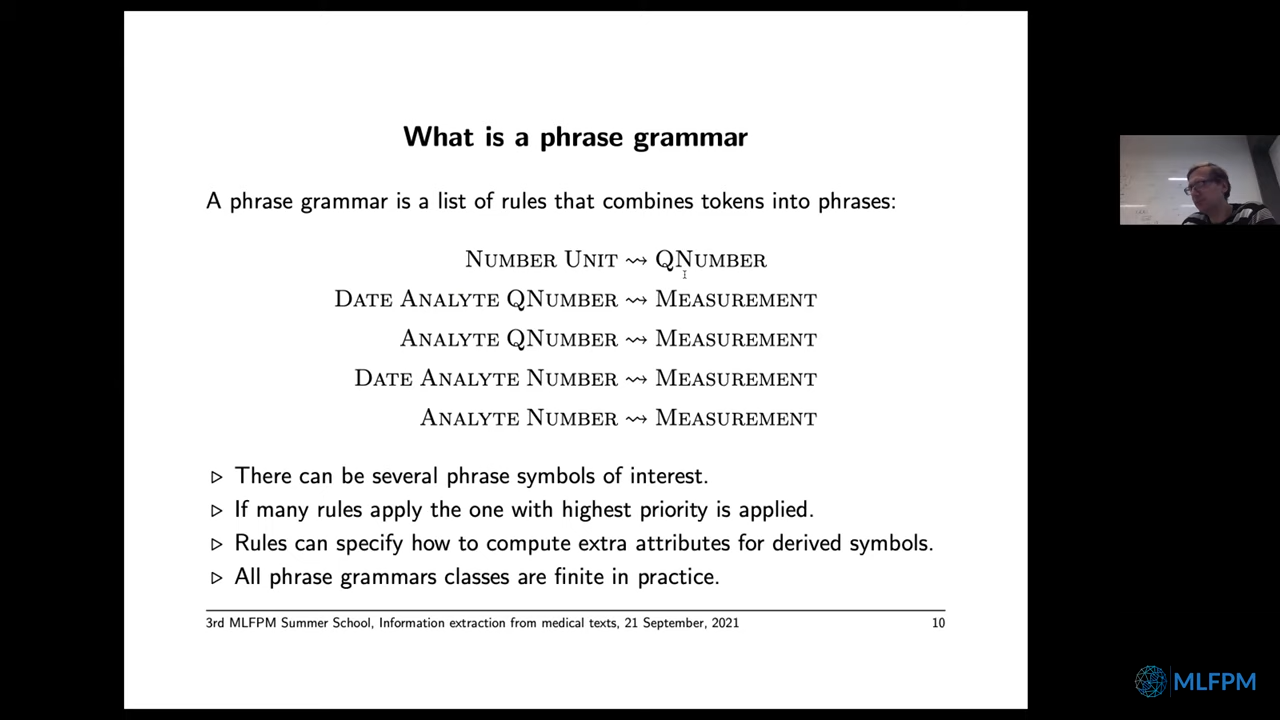 What is a phrase grammar
A phrase grammar is a list of rules that combines tokens into phrases:
Number Unit ⇝ QNumber
Date Analyte QNumber ⇝ Measurement
Analyte QNumber ⇝ Measurement
Date Analyte Number ⇝ Measurement
Analyte Number ⇝ Measurement
▷ There can be several phrase symbols of interest.
▷ If many rules apply the one with highest priority is applied.
▷ Rules can specify how to compute extra attributes for derived symbols.
▷ All phrase grammars classes are finite in practice.
3rd MLFPM Summer School, Information extraction from medical texts, 21 September, 2021 10
MLFPM